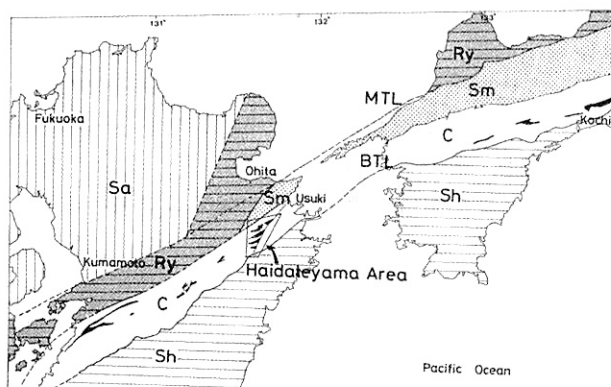 131°
132
133
Fukuoka
Ry
MTL
Sm
C
Kochi
Ohita
BTL
Sa
Sm
Usuki
Sh
Kumamoto
Ry
Haidateyama Area
C
Sh
Pacific Ocean